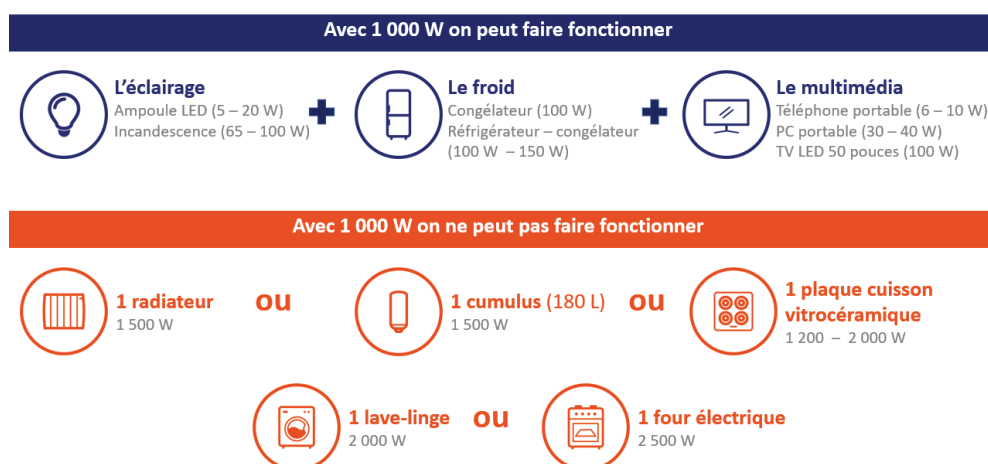 Avec 1 000 W on peut faire fonctionner
L'éclairage
Ampoule LED (5 – 20 W)
Incandescence (65 – 100 W)
Le froid
Congélateur (100 W)
Réfrigérateur – congélateur
(100 W – 150 W)
Le multimédia
Téléphone portable (6 – 10 W)
PC portable (30 – 40 W)
TV LED 50 pouces (100 W)
Avec 1 000 W on ne peut pas faire fonctionner
1 radiateur
1 500 W
ou
1 cumulus (180 L)
1 500 W
ou
1 plaque cuisson
vitrocéramique
1 200 – 2 000 W
1 lave-linge
2 000 W
ou
1 four électrique
2 500 W